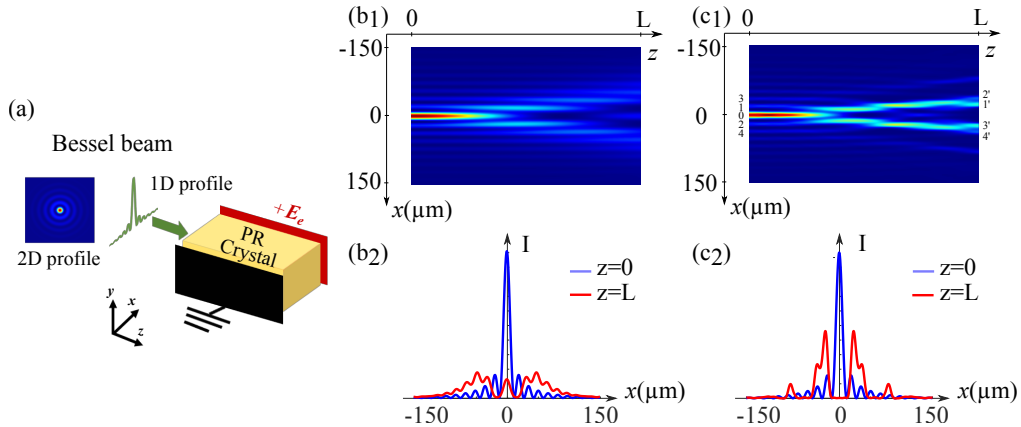 (a)
Bessel beam
1D profile
2D profile
+Ee
PR
Crystal
y
x
z
(b1)
0
L
z
-150
0
150
x(μm)
(c1)
0
L
z
-150
0
150
x(μm)
3
1
0
2
4
2'
1'
3'
4'
(b2)
I
z=0
z=L
x(μm)
-150
0
150
(c2)
I
z=0
z=L
x(μm)
-150
0
150